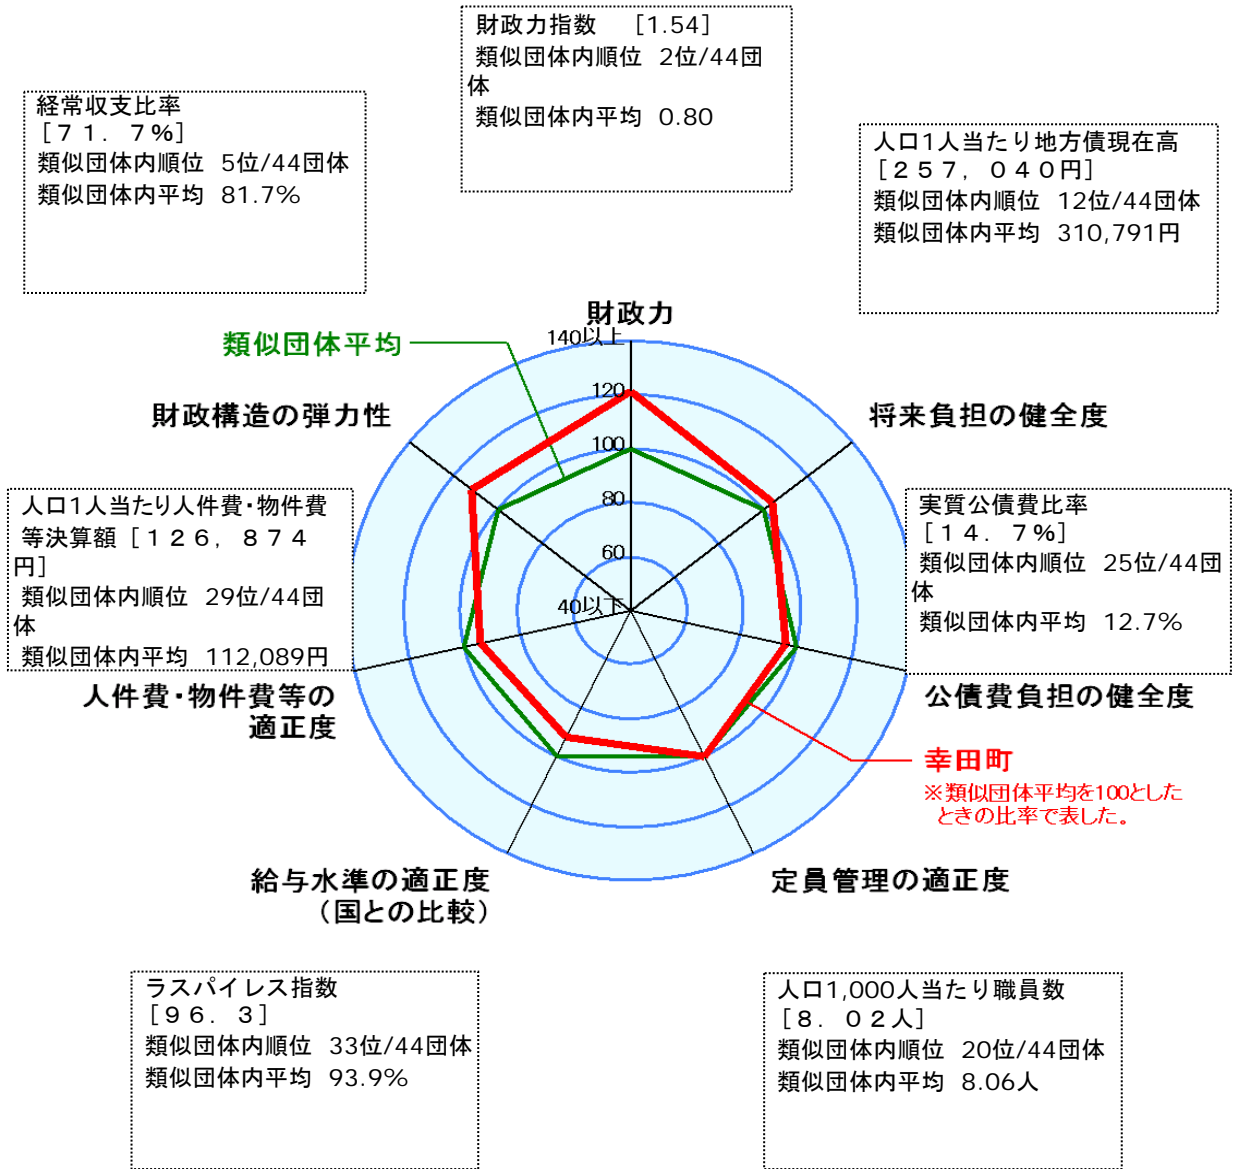 財政力指数　[1.54]
類似団体内順位 2位/44団
体
類似団体内平均 0.80
経常収支比率
[７１．７%]
類似団体内順位 5位/44団体
類似団体内平均 81.7%
人口1人当たり地方債現在高
[２５７，０４０円]
類似団体内順位 12位/44団体
類似団体内平均 310,791円
財政力
140以上
類似団体平均
120
財政構造の弾力性
将来負担の健全度
100
80
60
40以下
人口1人当たり人件費・物件費
等決算額 [１２６，８７４
円]
類似団体内順位 29位/44団
体
類似団体内平均 112,089円
実質公債費比率
[１４．７%]
類似団体内順位 25位/44団
体
類似団体内平均 12.7%
人件費・物件費等の
適正度
公債費負担の健全度
幸田町
※類似団体平均を100とした
ときの比率で表した。
給与水準の適正度
（国との比較）
定員管理の適正度
ラスパイレス指数
[９６．３]
類似団体内順位 33位/44団体
類似団体内平均 93.9%
人口1,000人当たり職員数
[８．０２人]
類似団体内順位 20位/44団体
類似団体内平均 8.06人